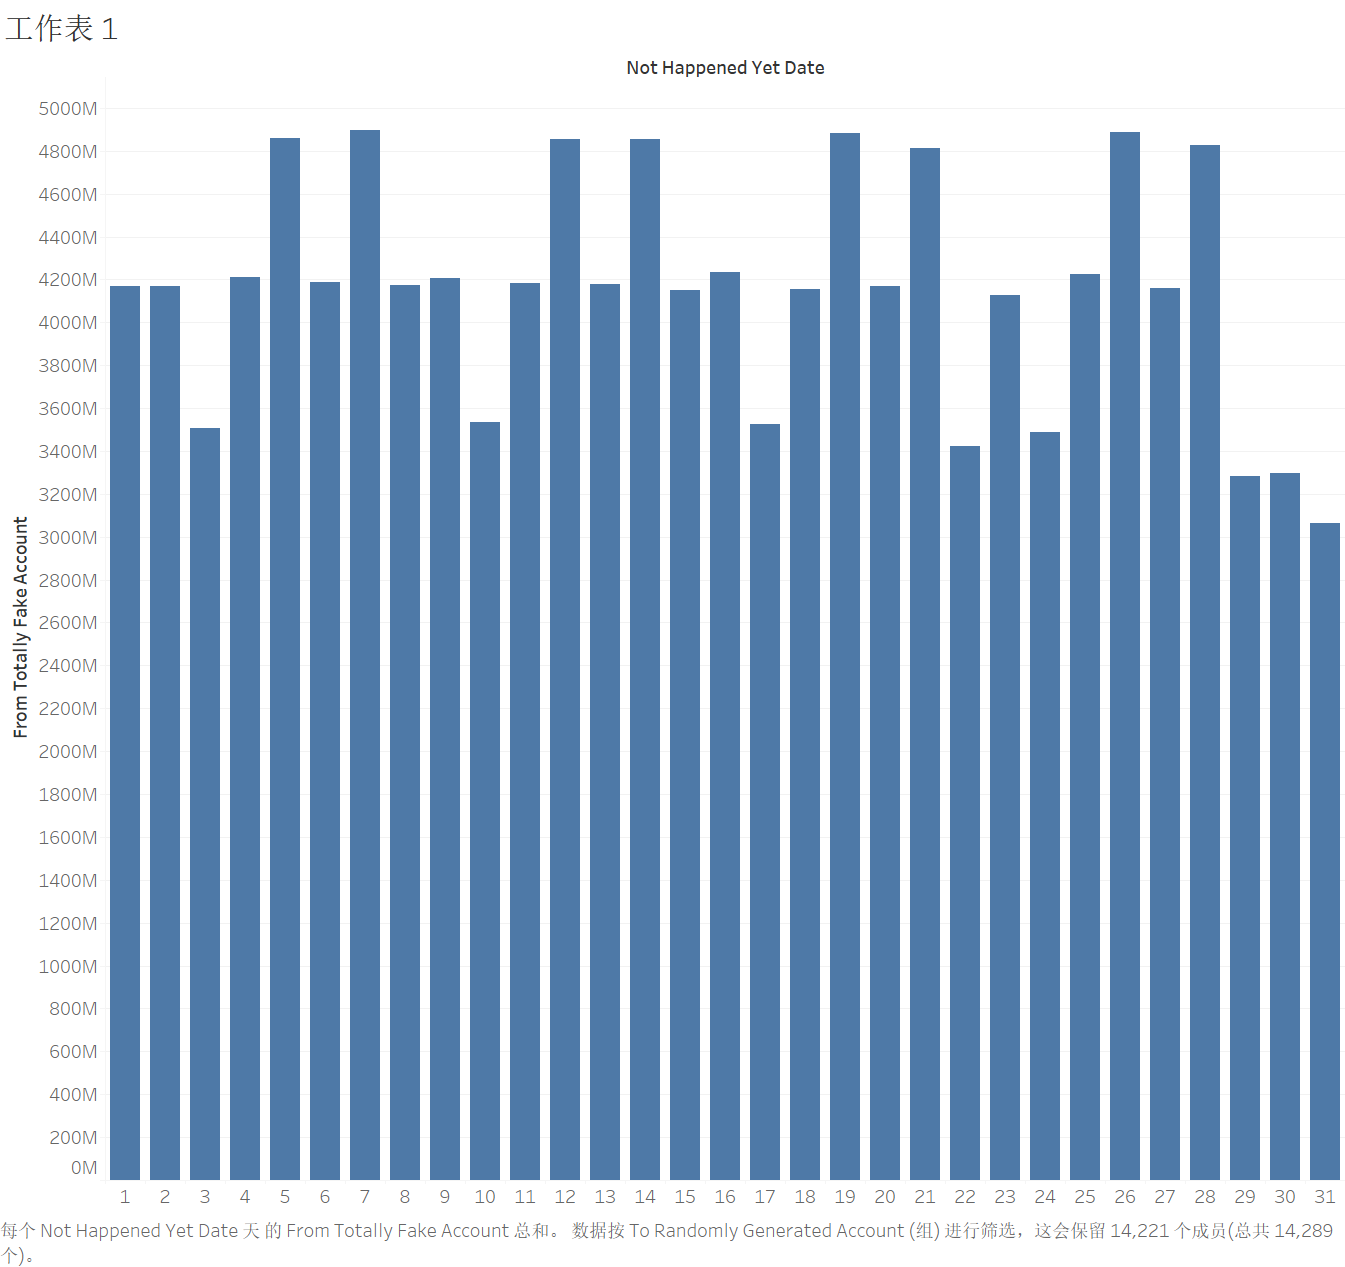 工作表 1
Not Happened Yet Date
From Totally Fake Account
5000M
4800M
4600M
4400M
4200M
4000M
3800M
3600M
3400M
3200M
3000M
2800M
2600M
2400M
2200M
2000M
1800M
1600M
1400M
1200M
1000M
800M
600M
400M
200M
0M
1 2 3 4 5 6 7 8 9 10 11 12 13 14 15 16 17 18 19 20 21 22 23 24 25 26 27 28 29 30 31
每个 Not Happened Yet Date 天 的 From Totally Fake Account 总和。 数据按 To Randomly Generated Account (组) 进行筛选，这会保留 14,221 个成员(总共 14,289
个)。